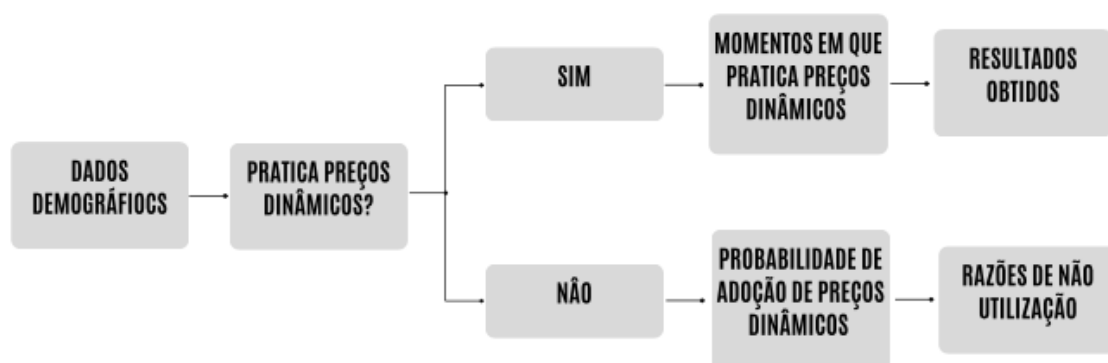 DADOS
DEMOGRÁFIOCS
PRATICA PREÇOS
DINÂMICOS?
SIM
MOMENTOS EM QUE
PRATICA PREÇOS
DINÂMICOS
RESULTADOS
OBTIDOS
NÂO
PROBABILIDADE DE
ADOÇÃO DE PREÇOS
DINÂMICOS
RAZÕES DE NÃO
UTILIZAÇÃO